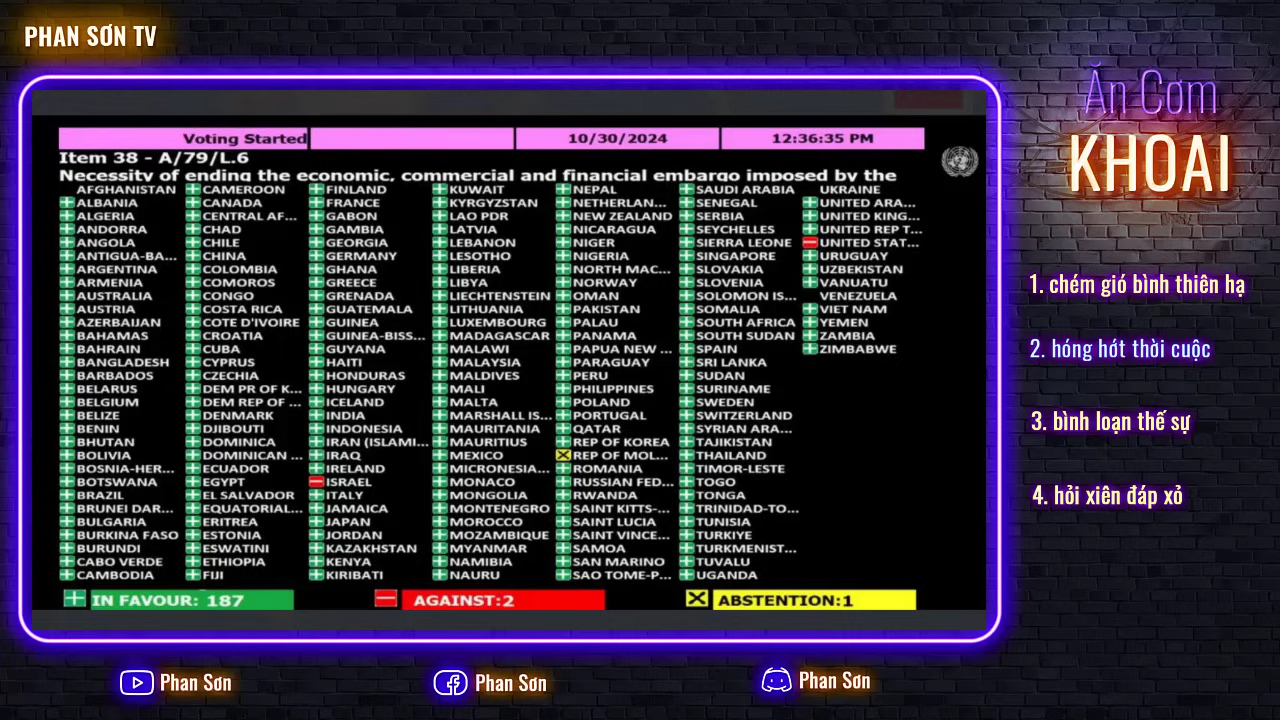 PHAN SƠN TV
Voting Started 10/30/2024 12:36:35 PM
Item 38 - A/79/L.6
Necessity of ending the economic, commercial and financial embargo imposed by the
AFGHANISTAN CAMEROON FINLAND KUWAIT NEPAL SAUDI ARABIA UKRAINE
ALBANIA CANADA FRANCE KYRGYZSTAN NETHERLAN... SENEGAL UNITED ARA...
ALGERIA CENTRAL AF... GABON LAO PDR NEW ZEALAND SERBIA UNITED KING...
ANDORRA CHAD GAMBIA LATVIA NICARAGUA SEYCHELLES UNITED REP T...
ANGOLA CHILE GEORGIA LEBANON NIGER SIERRA LEONE UNITED STAT...
ANTIGUA-BA... CHINA GERMANY LESOTHO NIGERIA SINGAPORE URUGUAY
ARGENTINA COLOMBIA GHANA LIBERIA NORTH MAC... SLOVAKIA UZBEKISTAN
ARMENIA COMOROS GREECE LIBYA NORWAY SLOVENIA VANUATU
AUSTRALIA CONGO GRENADA LIECHTENSTEIN OMAN SOLOMON IS... VENEZUELA
AUSTRIA COSTA RICA GUATEMALA LITHUANIA PAKISTAN SOMALIA VIET NAM
AZERBAIJAN COTE D'IVOIRE GUINEA LUXEMBOURG PALAU SOUTH AFRICA YEMEN
BAHAMAS CROATIA GUINEA-BISS... MADAGASCAR PANAMA SOUTH SUDAN ZAMBIA
BAHRAIN CUBA GUYANA MALAWI PAPUA NEW ... SPAIN ZIMBABWE
BANGLADESH CYPRUS HAITI MALAYSIA PARAGUAY SRI LANKA
BARBADOS CZECHIA HONDURAS MALDIVES PERU SUDAN
BELARUS DEM PR OF K... HUNGARY MALI PHILIPPINES SURINAME
BELGIUM DEM REP OF ... ICELAND MALTA POLAND SWEDEN
BELIZE DENMARK INDIA MARSHALL IS... PORTUGAL SWITZERLAND
BENIN DJIBOUTI INDONESIA MAURITANIA QATAR SYRIAN ARA...
BHUTAN DOMINICA IRAN (ISLAMI... MAURITIUS REP OF KOREA TAJIKISTAN
BOLIVIA DOMINICAN ... IRAQ MEXICO REP OF MOL... THAILAND
BOSNIA-HER... ECUADOR IRELAND MICRONESIA... ROMANIA TIMOR-LESTE
BOTSWANA EGYPT ISRAEL MONACO RUSSIAN FED... TOGO
BRAZIL EL SALVADOR ITALY MONGOLIA RWANDA TONGA
BRUNEI DAR... EQUATORIAL... JAMAICA MONTENEGRO SAINT KITTS-... TRINIDAD-TO...
BULGARIA ERITREA JAPAN MOROCCO SAINT LUCIA TUNISIA
BURKINA FASO ESTONIA JORDAN MOZAMBIQUE SAINT VINCE... TURKIYE
BURUNDI ESWATINI KAZAKHSTAN MYANMAR SAMOA TURKMENIST...
CABO VERDE ETHIOPIA KENYA NAMIBIA SAN MARINO TUVALU
CAMBODIA FIJI KIRIBATI NAURU SAO TOME-P... UGANDA
IN FAVOUR: 187 AGAINST:2 ABSTENTION:1
Ăn Cơm
KHOAI
1. chém gió bình thiên hạ
2. hóng hớt thời cuộc
3. bình loạn thế sự
4. hỏi xiên đáp xỏ
Phan Sơn Phan Sơn Phan Sơn